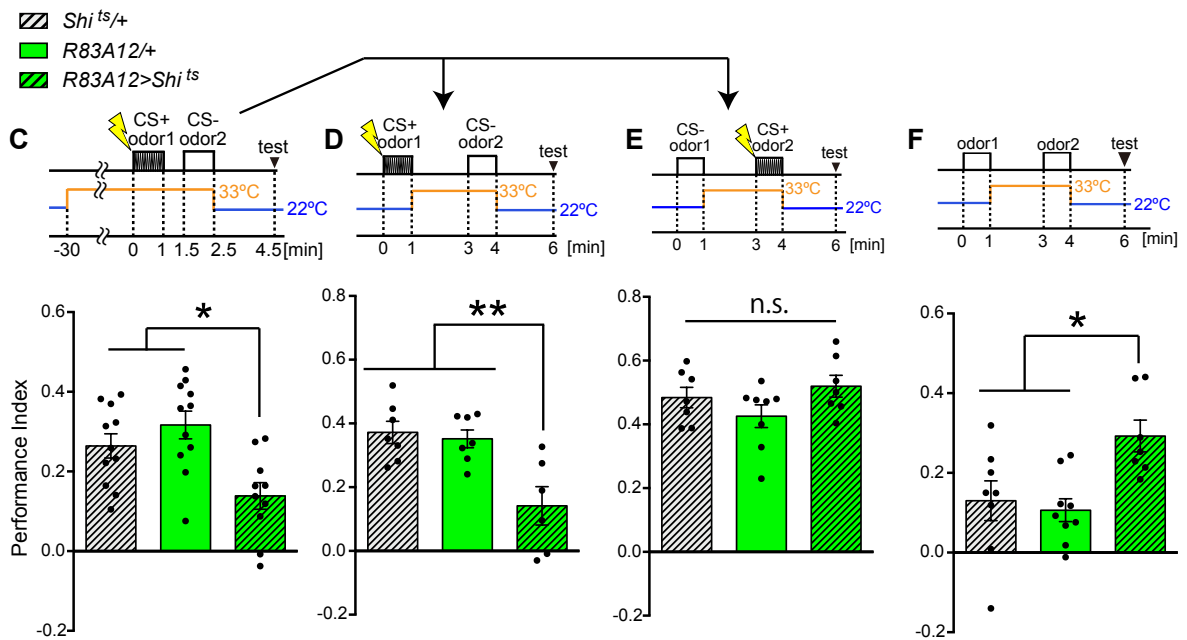 Shi ts/+
R83A12/+
R83A12>Shi ts
C
CS+
odor1
CS-
odor2
test
33ºC
22ºC
-30 0 1 1.5 2.5 4.5 [min]
D
CS+
odor1
CS-
odor2
test
33ºC
22ºC
0 1 3 4 6 [min]
E
CS-
odor1
CS+
odor2
test
33ºC
22ºC
0 1 3 4 6 [min]
F
odor1
odor2
test
33ºC
22ºC
0 1 3 4 6 [min]
Performance Index
0.6
0.4
0.2
0.0
-0.2
*
0.8
0.6
0.4
0.2
0.0
-0.2
**
0.8
0.6
0.4
0.2
0.0
-0.2
n.s.
0.6
0.4
0.2
0.0
-0.2
*